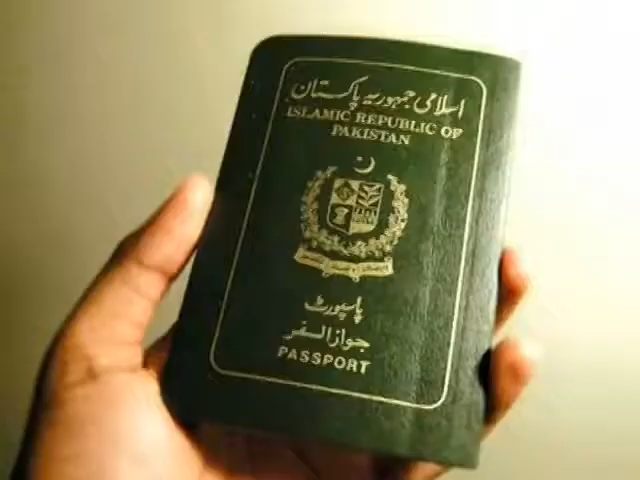 اسلامی جمہوریہ پاکستان
ISLAMIC REPUBLIC OF
PAKISTAN
پاسپورٹ
جواز السفر
PASSPORT